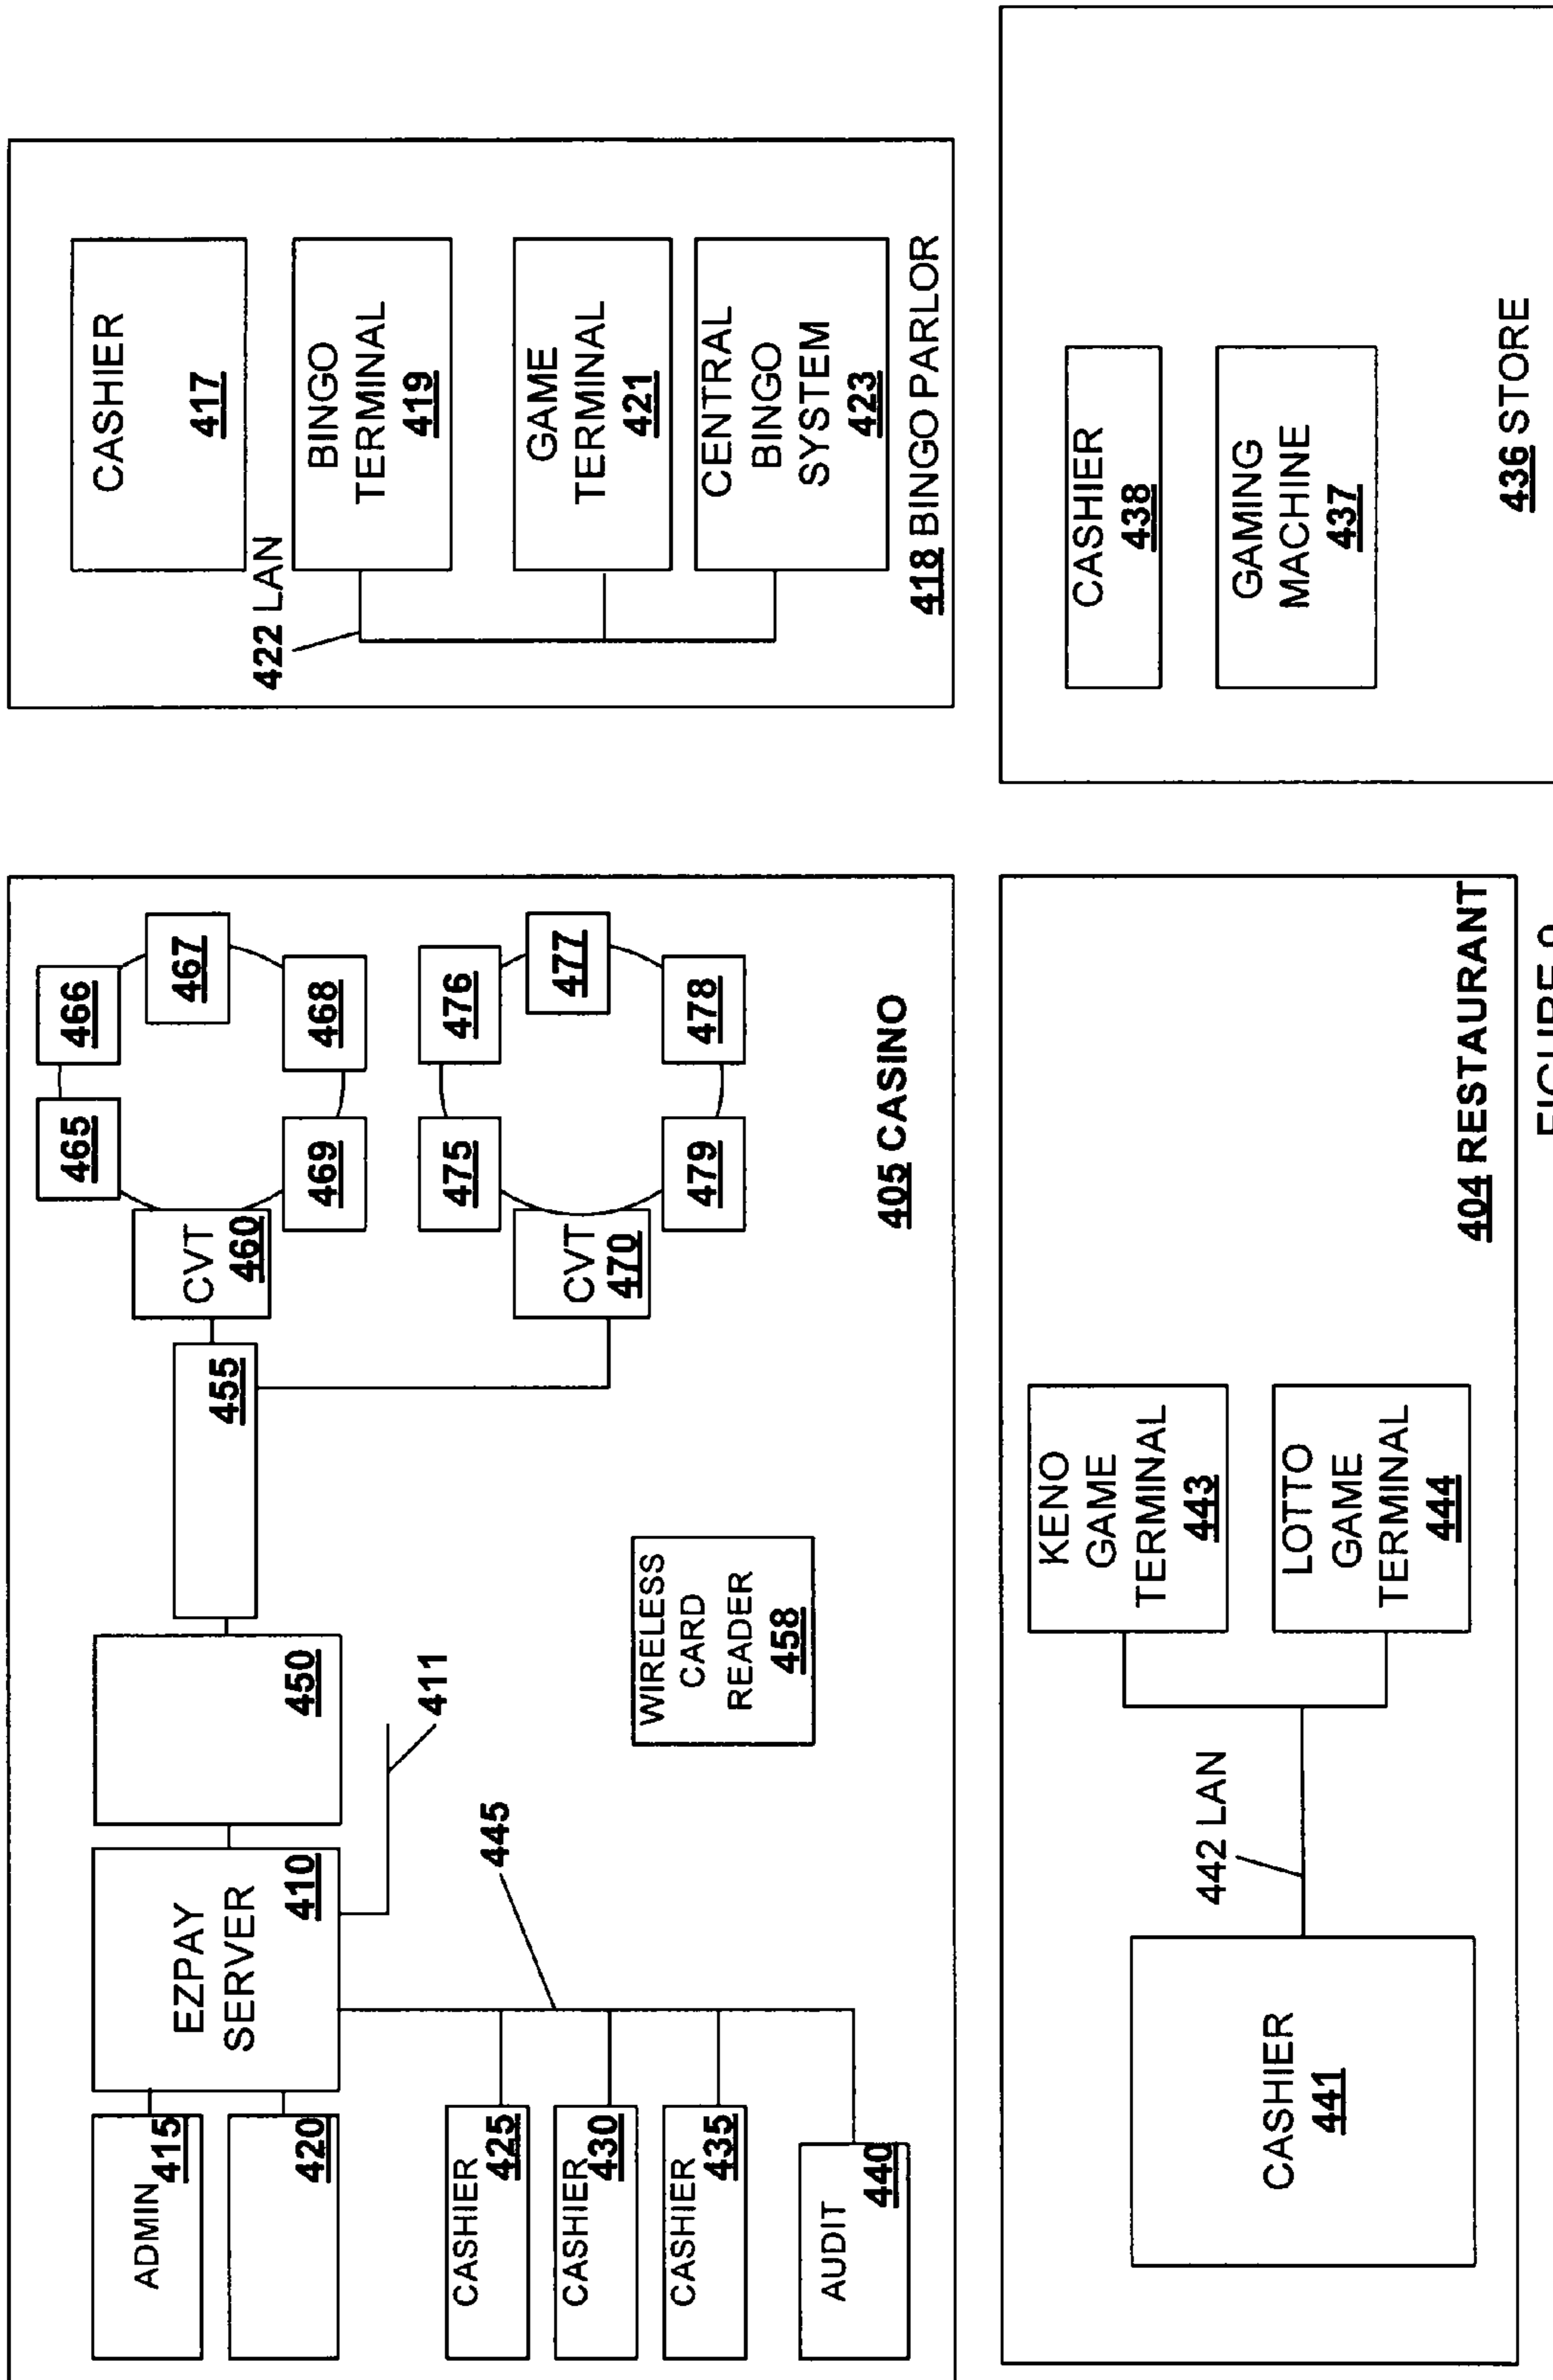 ADMIN
415
420
EZPAY
SERVER
410
450
455
411
445
CASHIER
425
CASHIER
430
CASHIER
435
AUDIT
440
WIRELESS
CARD
READER
458
CVT
460
465
466
467
468
469
CVT
470
475
476
477
478
479
405 CASINO
CASHIER
417
422 LAN
BINGO
TERMINAL
419
GAME
TERMINAL
421
CENTRAL
BINGO
SYSTEM
423
418 BINGO PARLOR
CASHIER
441
442 LAN
KENO
GAME
TERMINAL
443
LOTTO
GAME
TERMINAL
444
404 RESTAURANT
CASHIER
438
GAMING
MACHINE
437
436 STORE
FIGURE